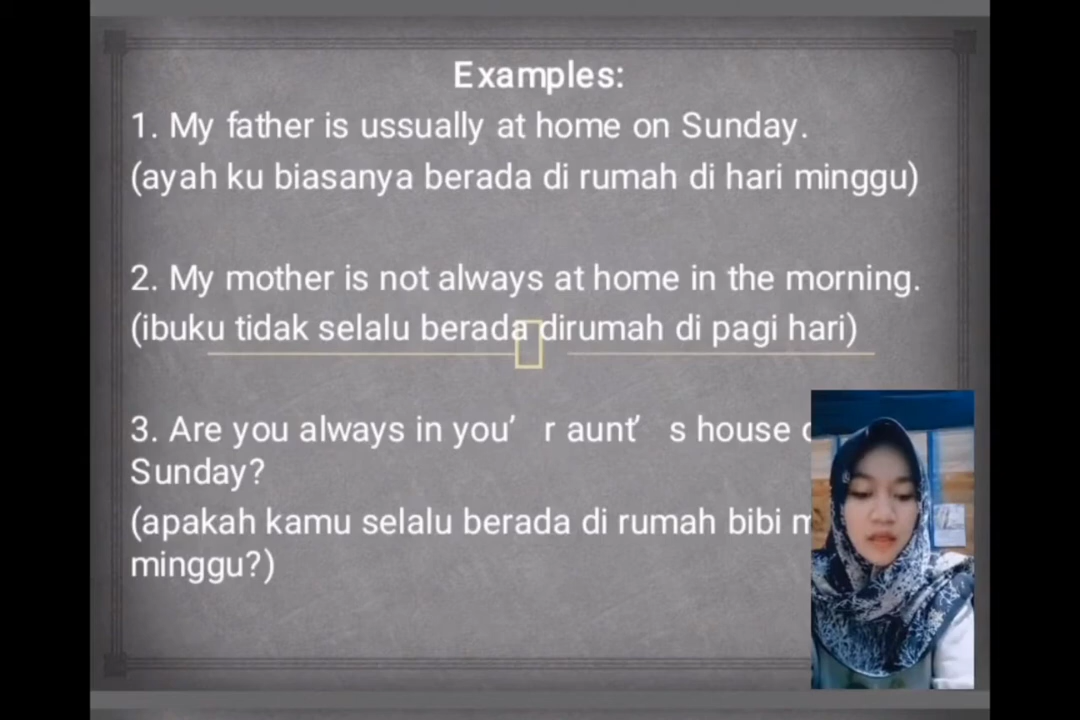 Examples:
1. My father is ussually at home on Sunday.
(ayah ku biasanya berada di rumah di hari minggu)
2. My mother is not always at home in the morning.
(ibuku tidak selalu berada dirumah di pagi hari)
3. Are you always in you’ r aunt’ s house
Sunday?
(apakah kamu selalu berada di rumah bibi
minggu?)